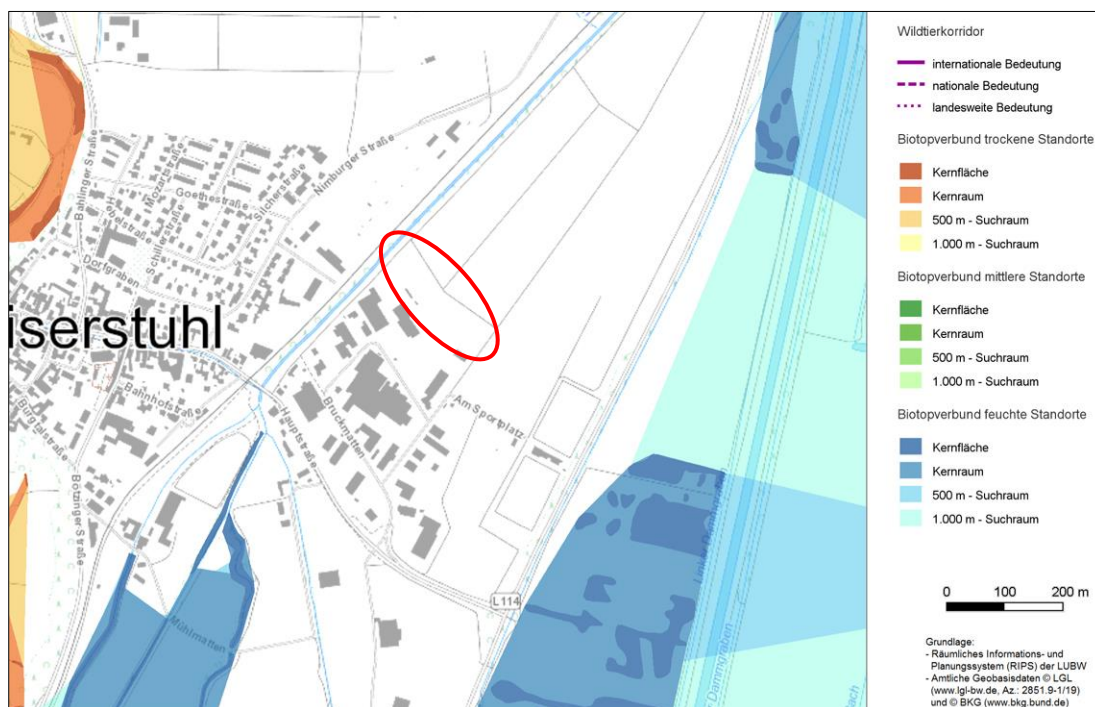 Bahlinger Straße
Hebelstraße
Mozartstraße
Goethestraße
Schillerstraße
Silcherstraße
Nimburger Straße
Dorfgraben
iserstuhl
Bahnhofstraße
Burgtalstraße
Bötzinger Straße
Hauptstraße
Bruckmatten
Am Sportplatz
Mühlmatten
L 114
Dammgraben
bach
Wildtierkorridor
internationale Bedeutung
nationale Bedeutung
landesweite Bedeutung
Biotopverbund trockene Standorte
Kernfläche
Kernraum
500 m - Suchraum
1.000 m - Suchraum
Biotopverbund mittlere Standorte
Kernfläche
Kernraum
500 m - Suchraum
1.000 m - Suchraum
Biotopverbund feuchte Standorte
Kernfläche
Kernraum
500 m - Suchraum
1.000 m - Suchraum
0 100 200 m
Grundlage:
- Räumliches Informations- und
Planungssystem (RIPS) der LUBW
- Amtliche Geobasisdaten © LGL
(www.lgl-bw.de, Az.: 2851.9-1/19)
und © BKG (www.bkg.bund.de)